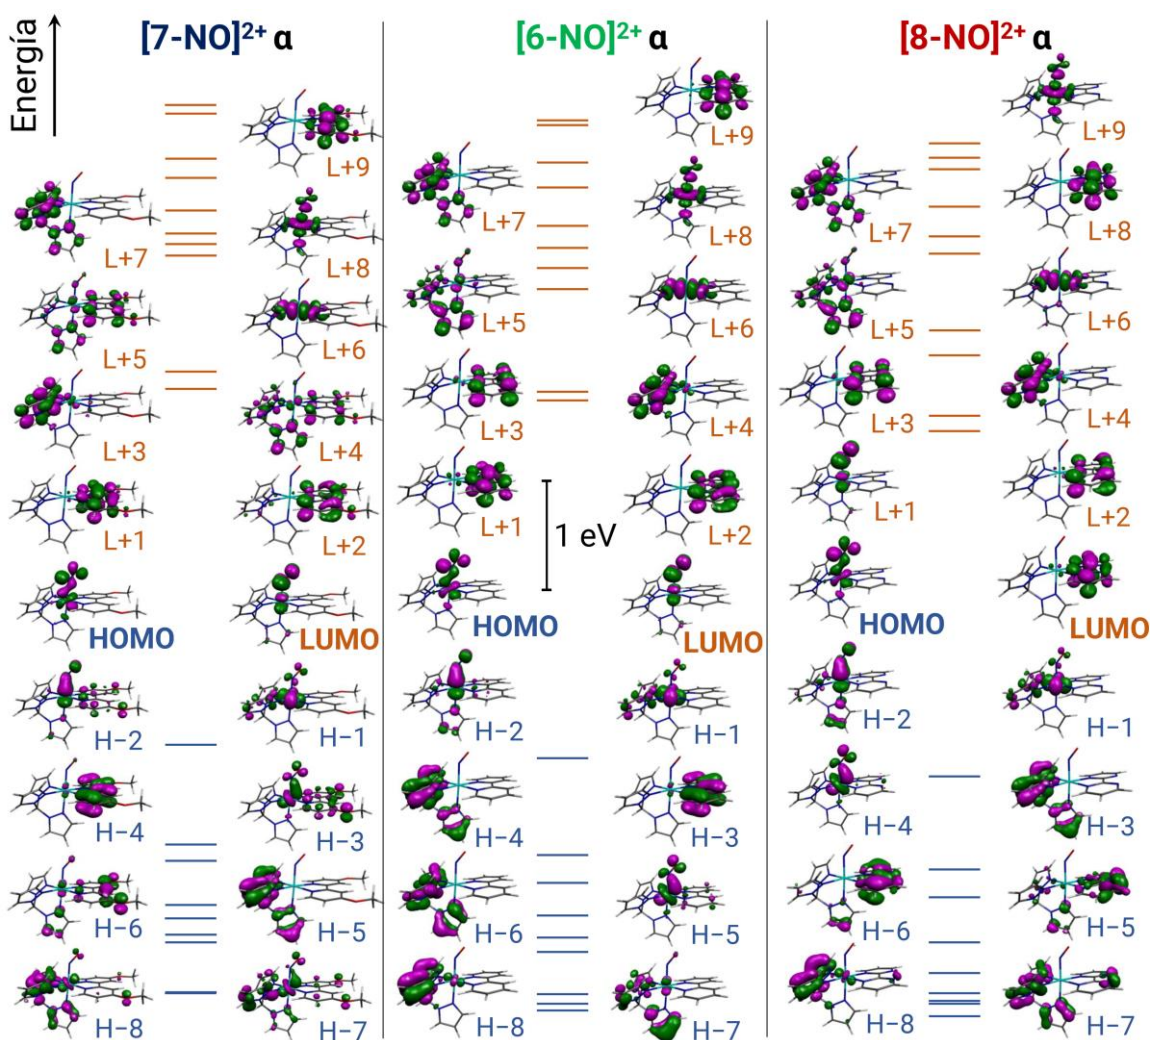 Energía
[7-NO]²⁺ α
L+9
L+7
L+8
L+5
L+6
L+3
L+4
L+1
L+2
HOMO
LUMO
H−2
H−1
H−4
H−3
H−6
H−5
H−8
H−7
[6-NO]²⁺ α
L+9
L+7
L+8
L+5
L+6
L+3
L+4
L+1
L+2
1 eV
HOMO
LUMO
H−2
H−1
H−4
H−3
H−6
H−5
H−8
H−7
[8-NO]²⁺ α
L+9
L+7
L+8
L+5
L+6
L+3
L+4
L+1
L+2
HOMO
LUMO
H−2
H−1
H−4
H−3
H−6
H−5
H−8
H−7